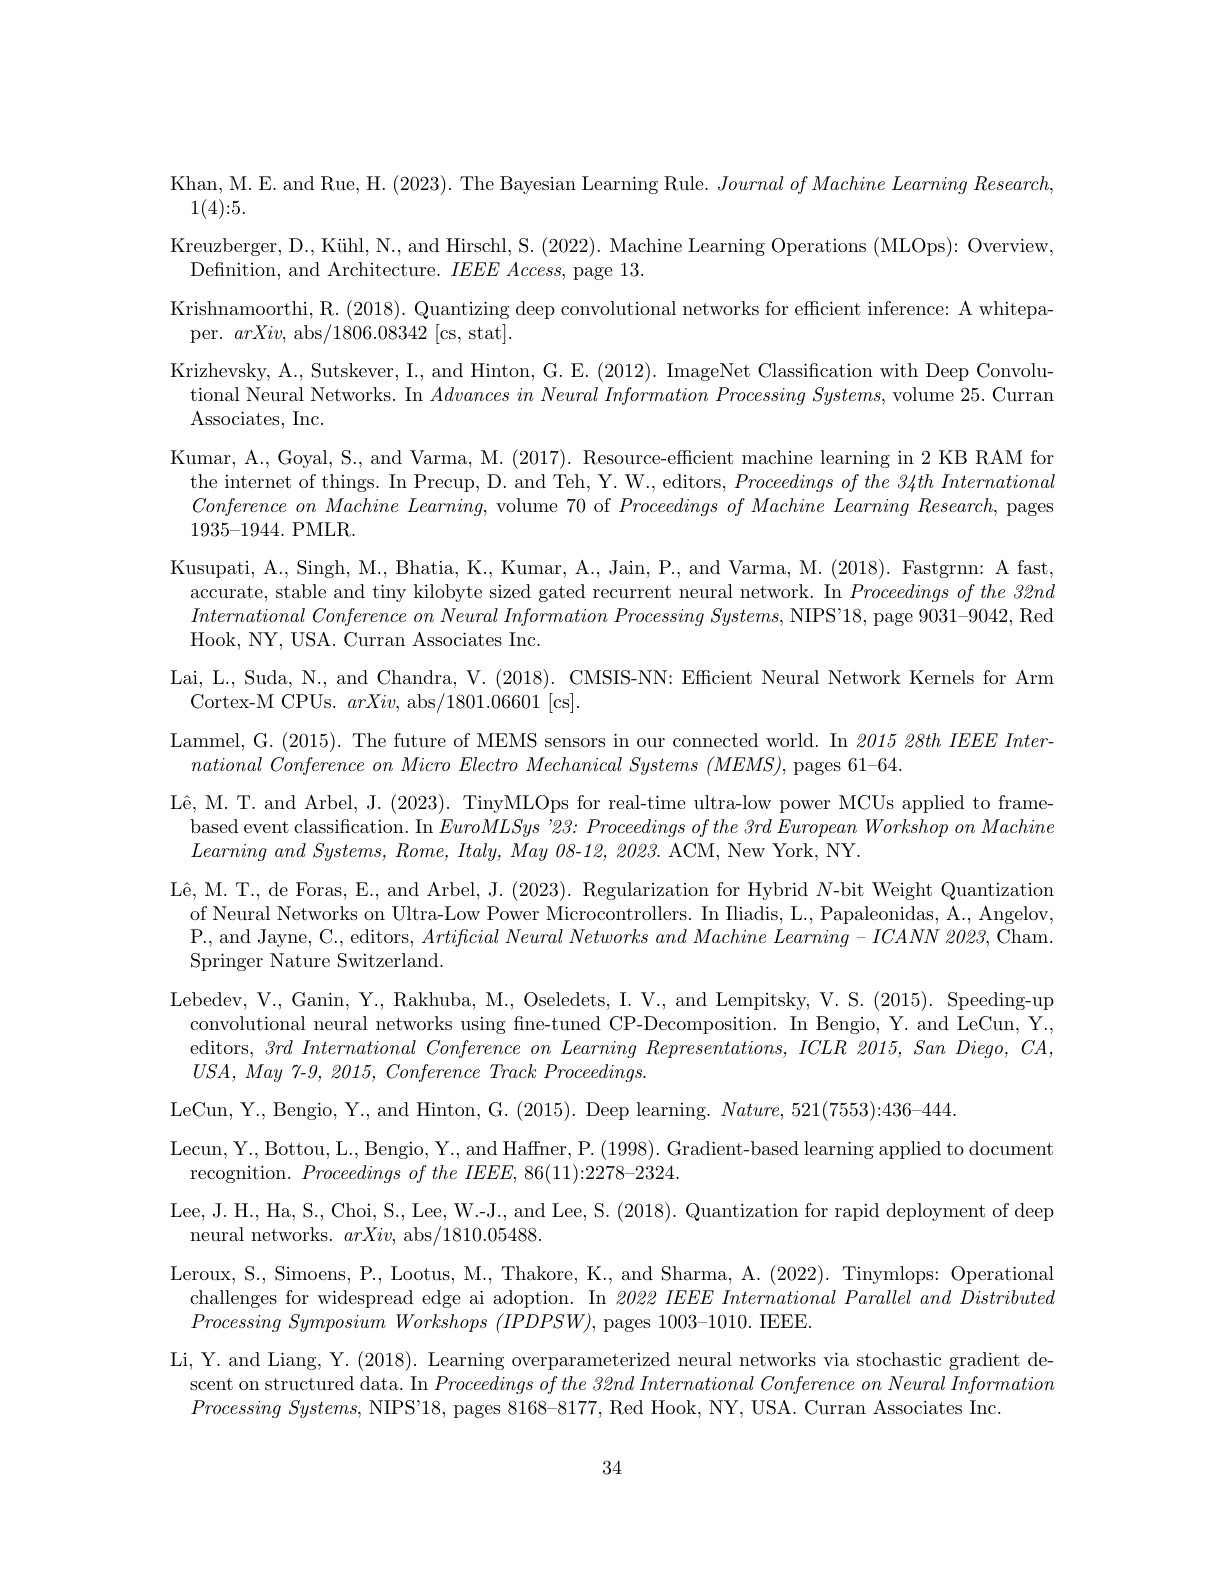 Khan, M. E. and Rue, H. (2023). The Bayesian Learning Rule. Journal of Machine Learning Research,
1(4):5.
Kreuzberger, D., Kühl, N., and Hirschl, S. (2022). Machine Learning Operations (MLOps): Overview,
Definition, and Architecture. IEEE Access, page 13.
Krishnamoorthi, R. (2018). Quantizing deep convolutional networks for efficient inference: A whitepa-
per. arXiv, abs/1806.08342 [cs, stat].
Krizhevsky, A., Sutskever, I., and Hinton, G. E. (2012). ImageNet Classification with Deep Convolu-
tional Neural Networks. In Advances in Neural Information Processing Systems, volume 25. Curran
Associates, Inc.
Kumar, A., Goyal, S., and Varma, M. (2017). Resource-efficient machine learning in 2 KB RAM for
the internet of things. In Precup, D. and Teh, Y. W., editors, Proceedings of the 34th International
Conference on Machine Learning, volume 70 of Proceedings of Machine Learning Research, pages
1935–1944. PMLR.
Kusupati, A., Singh, M., Bhatia, K., Kumar, A., Jain, P., and Varma, M. (2018). Fastgrnn: A fast,
accurate, stable and tiny kilobyte sized gated recurrent neural network. In Proceedings of the 32nd
International Conference on Neural Information Processing Systems, NIPS'18, page 9031–9042, Red
Hook, NY, USA. Curran Associates Inc.
Lai, L., Suda, N., and Chandra, V. (2018). CMSIS-NN: Efficient Neural Network Kernels for Arm
Cortex-M CPUs. arXiv, abs/1801.06601 [cs].
Lammel, G. (2015). The future of MEMS sensors in our connected world. In 2015 28th IEEE Inter-
national Conference on Micro Electro Mechanical Systems (MEMS), pages 61–64.
Lê, M. T. and Arbel, J. (2023). TinyMLOps for real-time ultra-low power MCUs applied to frame-
based event classification. In EuroMLSys '23: Proceedings of the 3rd European Workshop on Machine
Learning and Systems, Rome, Italy, May 08-12, 2023. ACM, New York, NY.
Lê, M. T., de Foras, E., and Arbel, J. (2023). Regularization for Hybrid N-bit Weight Quantization
of Neural Networks on Ultra-Low Power Microcontrollers. In Iliadis, L., Papaleonidas, A., Angelov,
P., and Jayne, C., editors, Artificial Neural Networks and Machine Learning – ICANN 2023, Cham.
Springer Nature Switzerland.
Lebedev, V., Ganin, Y., Rakhuba, M., Oseledets, I. V., and Lempitsky, V. S. (2015). Speeding-up
convolutional neural networks using fine-tuned CP-Decomposition. In Bengio, Y. and LeCun, Y.,
editors, 3rd International Conference on Learning Representations, ICLR 2015, San Diego, CA,
USA, May 7-9, 2015, Conference Track Proceedings.
LeCun, Y., Bengio, Y., and Hinton, G. (2015). Deep learning. Nature, 521(7553):436–444.
Lecun, Y., Bottou, L., Bengio, Y., and Haffner, P. (1998). Gradient-based learning applied to document
recognition. Proceedings of the IEEE, 86(11):2278–2324.
Lee, J. H., Ha, S., Choi, S., Lee, W.-J., and Lee, S. (2018). Quantization for rapid deployment of deep
neural networks. arXiv, abs/1810.05488.
Leroux, S., Simoens, P., Lootus, M., Thakore, K., and Sharma, A. (2022). Tinymlops: Operational
challenges for widespread edge ai adoption. In 2022 IEEE International Parallel and Distributed
Processing Symposium Workshops (IPDPSW), pages 1003–1010. IEEE.
Li, Y. and Liang, Y. (2018). Learning overparameterized neural networks via stochastic gradient de-
scent on structured data. In Proceedings of the 32nd International Conference on Neural Information
Processing Systems, NIPS'18, pages 8168–8177, Red Hook, NY, USA. Curran Associates Inc.
34